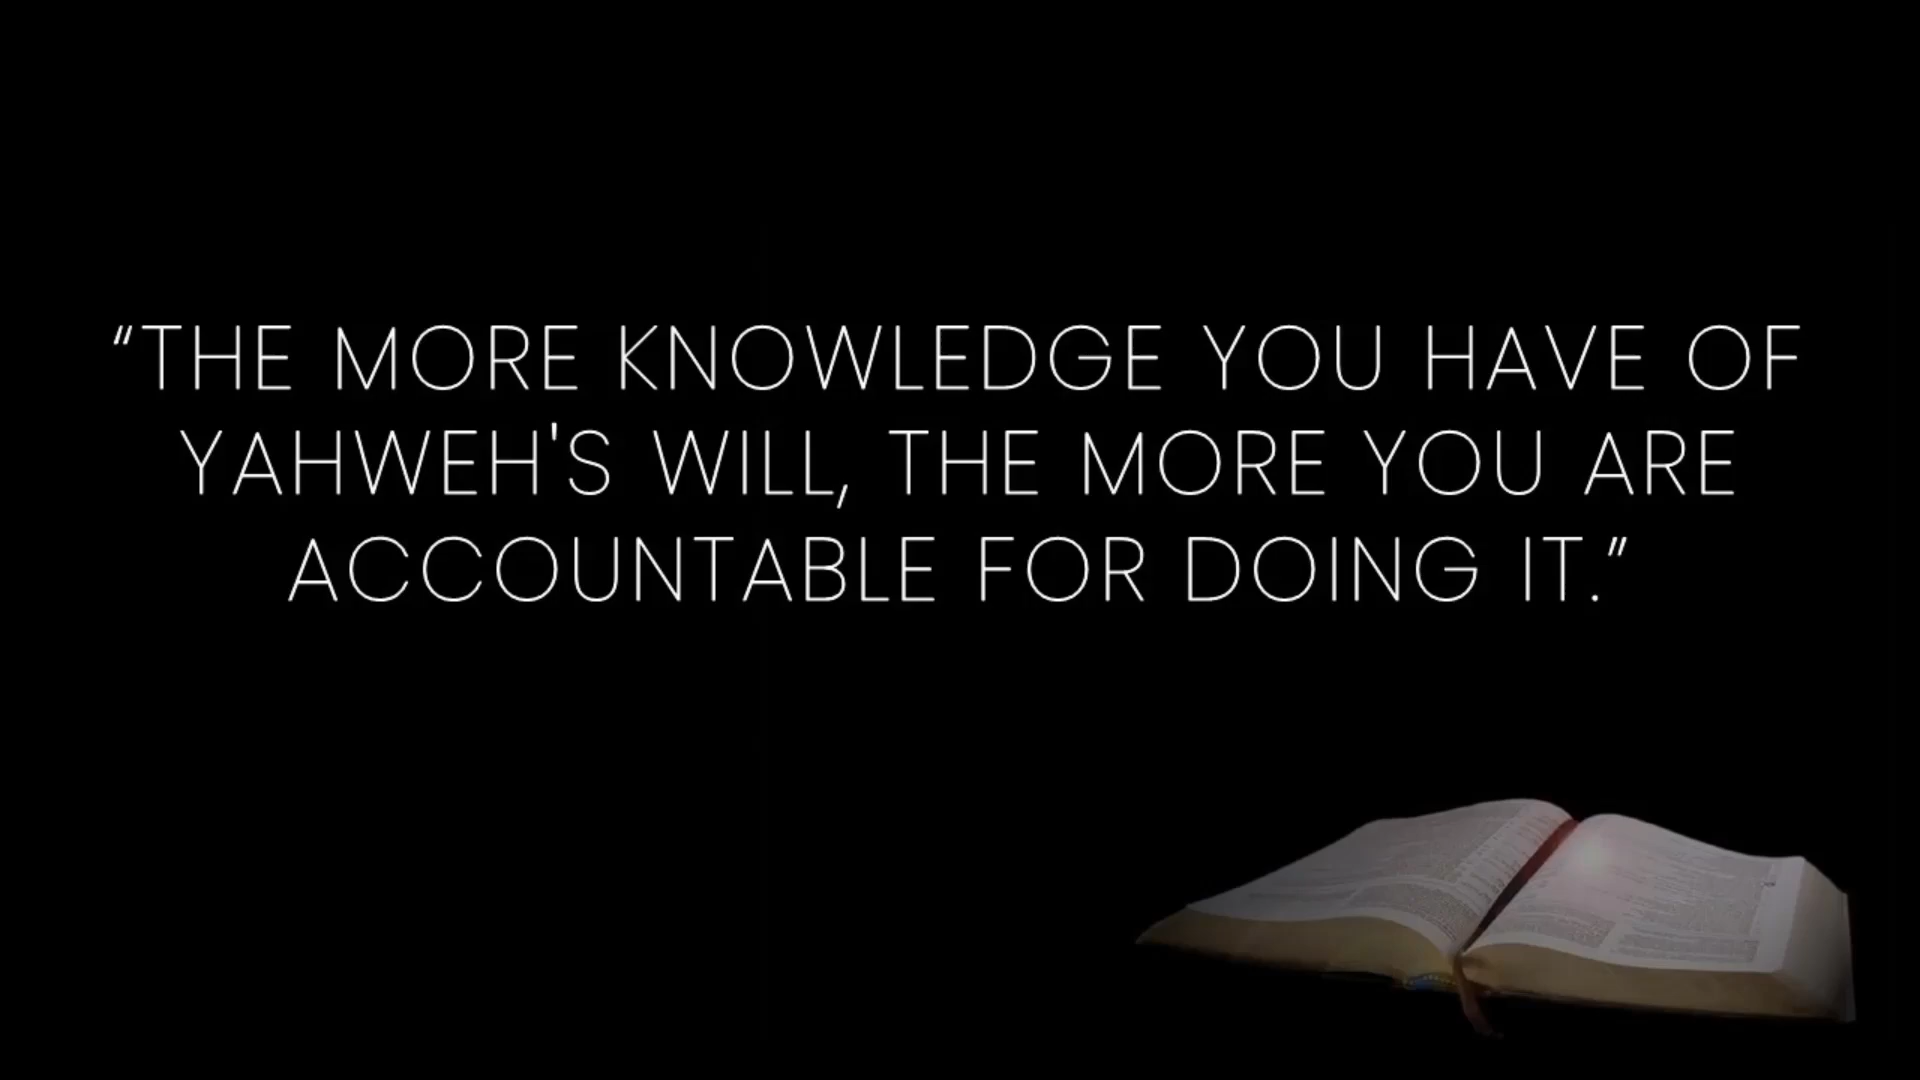 “THE MORE KNOWLEDGE YOU HAVE OF
YAHWEH'S WILL, THE MORE YOU ARE
ACCOUNTABLE FOR DOING IT.”